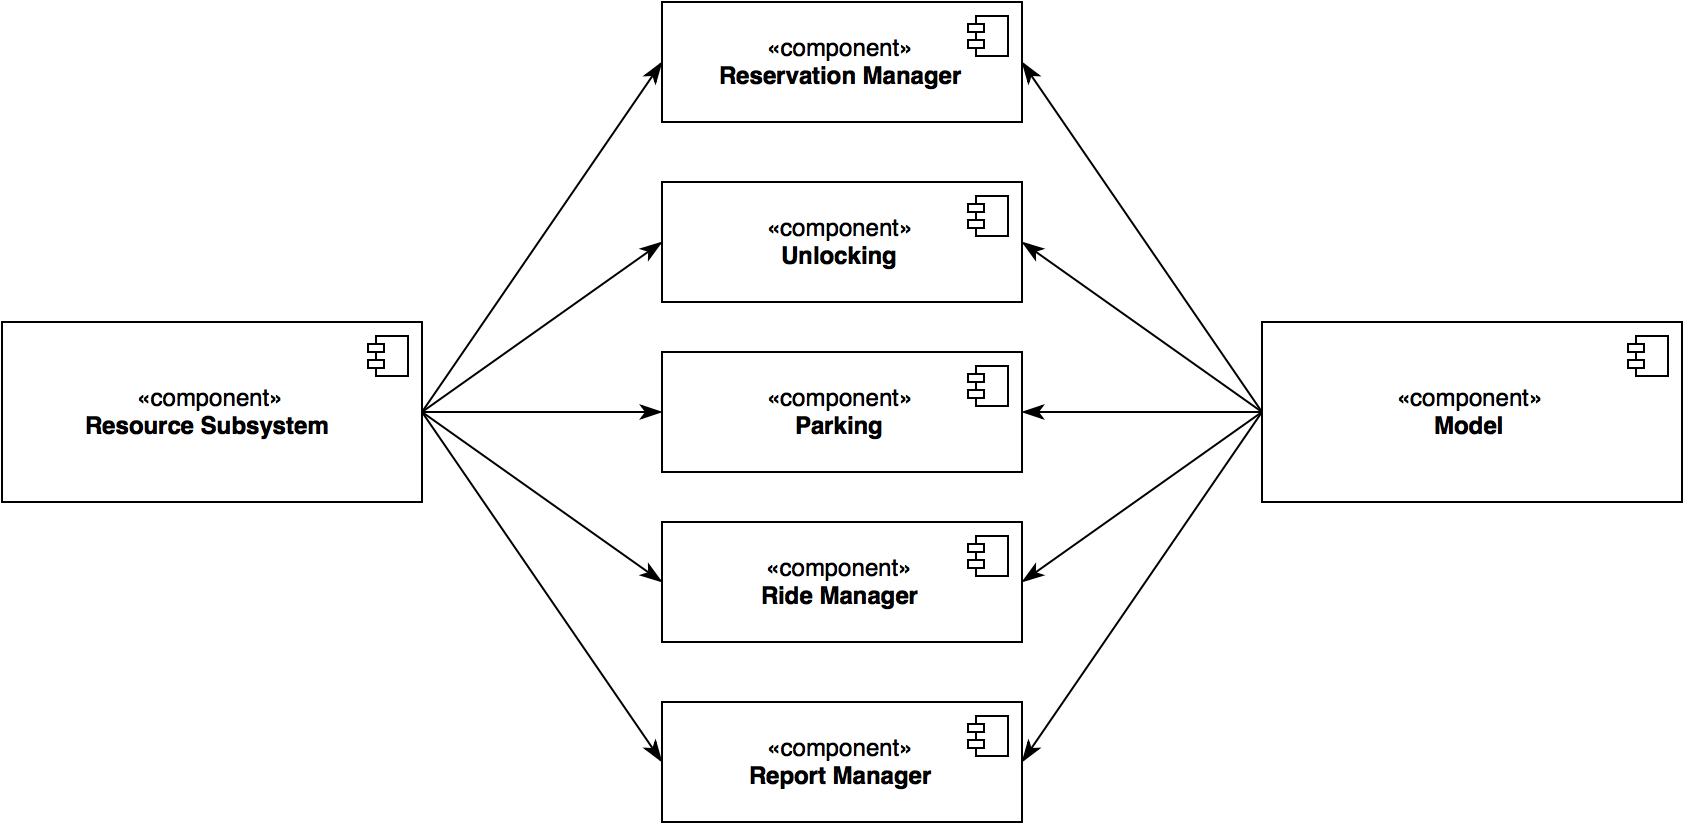 «component»
Reservation Manager
«component»
Unlocking
«component»
Resource Subsystem
«component»
Parking
«component»
Model
«component»
Ride Manager
«component»
Report Manager